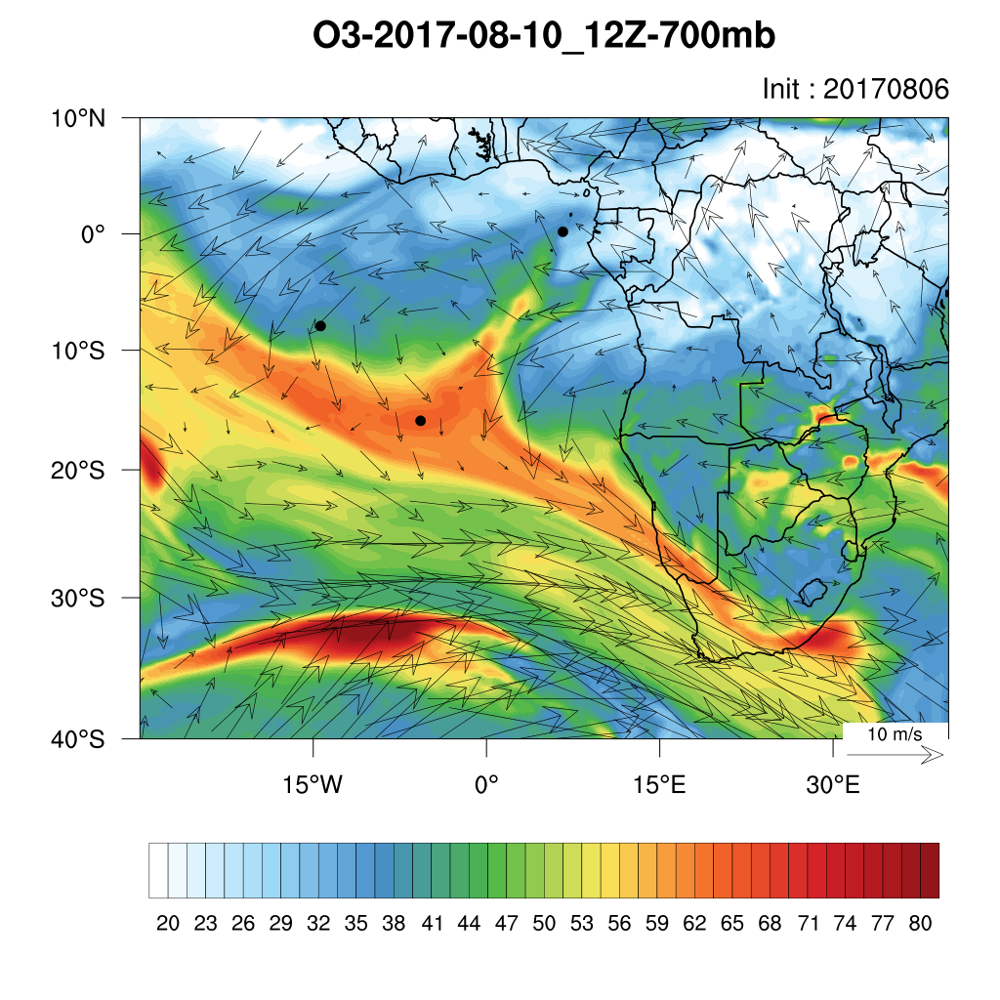 O3-2017-08-10_12Z-700mb
Init : 20170806
10°N
0°
10°S
20°S
30°S
40°S
10 m/s
15°W 0° 15°E 30°E
20 23 26 29 32 35 38 41 44 47 50 53 56 59 62 65 68 71 74 77 80